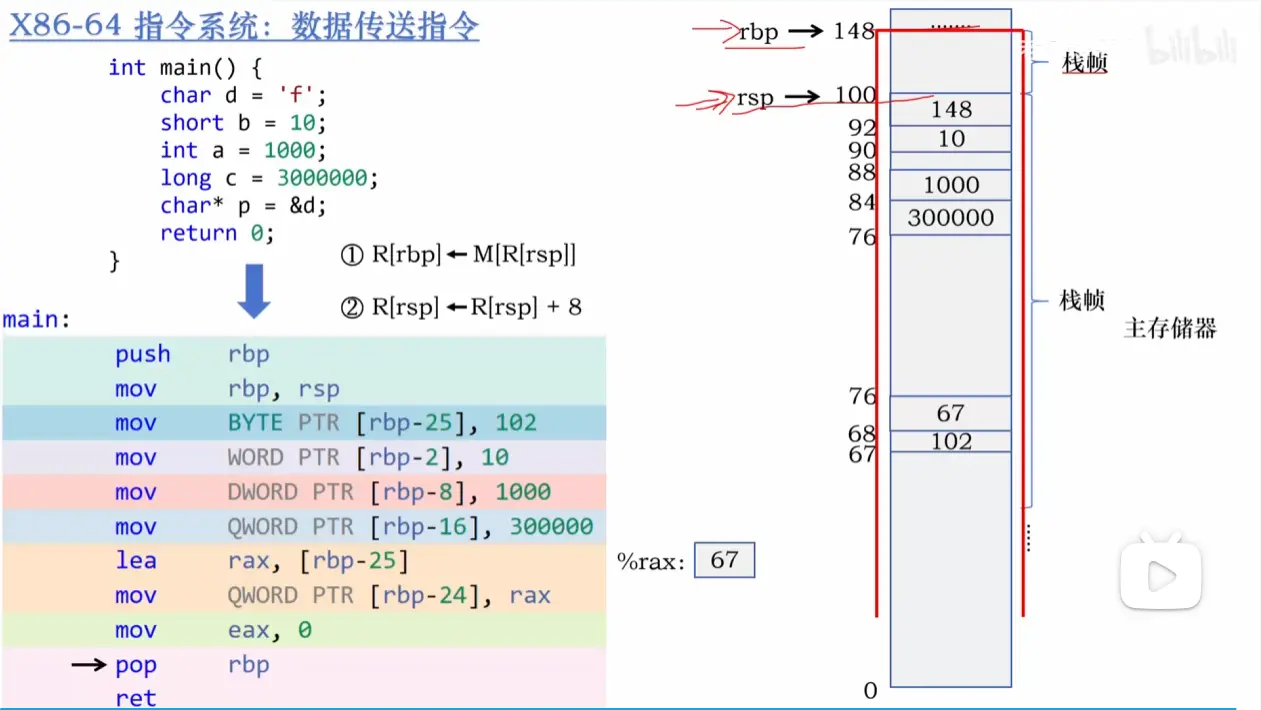 X86-64 指令系统：数据传送指令
int main() {
char d = 'f';
short b = 10;
int a = 1000;
long c = 3000000;
char* p = &d;
return 0;
}
① R[rbp]←M[R[rsp]]
② R[rsp]←R[rsp] + 8
main:
push rbp
mov rbp, rsp
mov BYTE PTR [rbp-25], 102
mov WORD PTR [rbp-2], 10
mov DWORD PTR [rbp-8], 1000
mov QWORD PTR [rbp-16], 300000
lea rax, [rbp-25]
mov QWORD PTR [rbp-24], rax
mov eax, 0
pop rbp
ret
%rax: 67
rbp → 148
rsp → 100
148
92
10
90
88
1000
84
300000
76
76
67
68
102
67
0
栈帧
栈帧
主存储器
bilibili